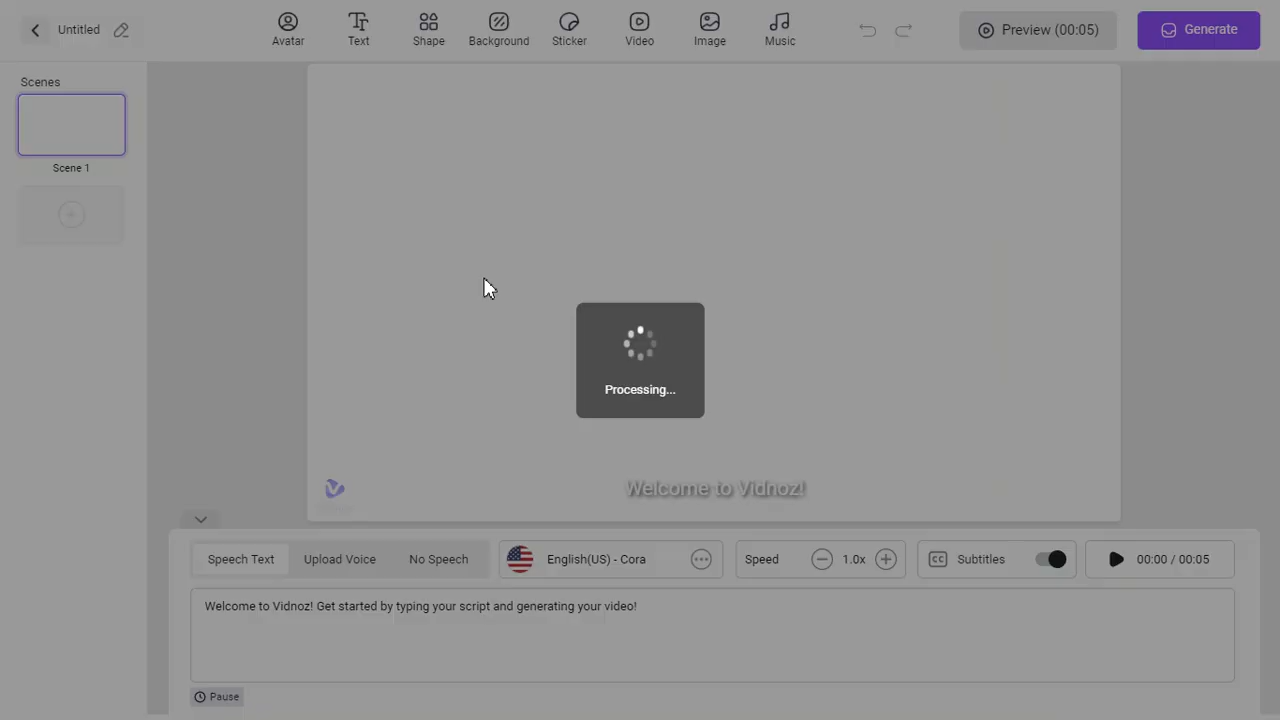 Untitled
Avatar
Text
Shape
Background
Sticker
Video
Image
Music
Preview (00:05)
Generate
Scenes
Scene 1
Processing...
Welcome to Vidnoz!
Speech Text
Upload Voice
No Speech
English(US) - Cora
Speed
1.0x
CC
Subtitles
00:00 / 00:05
Welcome to Vidnoz! Get started by typing your script and generating your video!
Pause